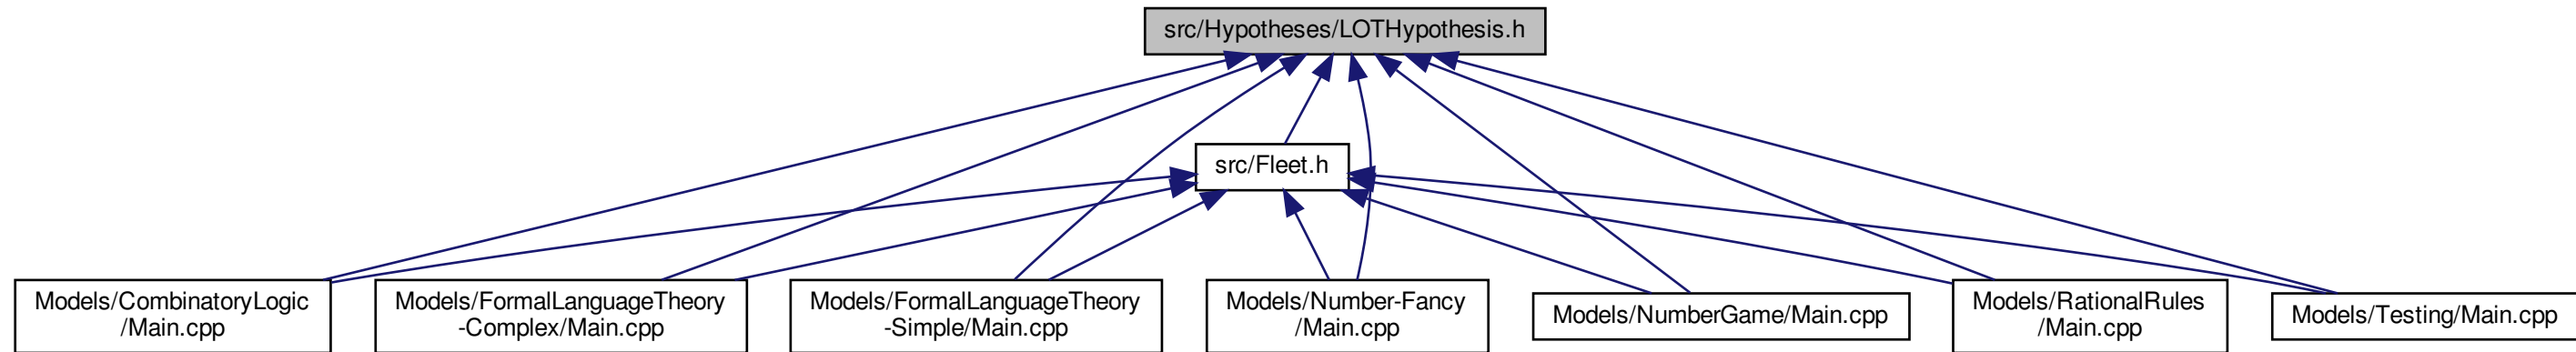 src/Hypotheses/LOTHypothesis.h
src/Fleet.h
Models/CombinatoryLogic
/Main.cpp
Models/FormalLanguageTheory
-Complex/Main.cpp
Models/FormalLanguageTheory
-Simple/Main.cpp
Models/Number-Fancy
/Main.cpp
Models/NumberGame/Main.cpp
Models/RationalRules
/Main.cpp
Models/Testing/Main.cpp